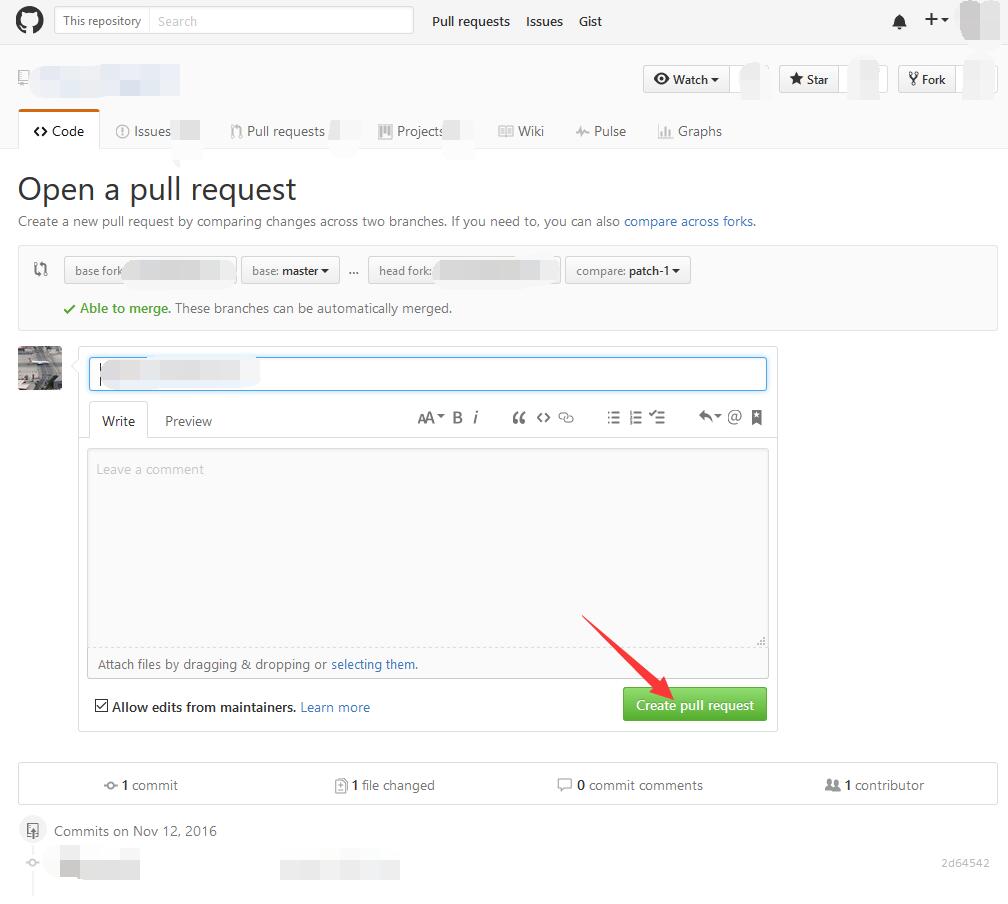 This repository Search Pull requests Issues Gist
Watch Star Fork
Code Issues Pull requests Projects Wiki Pulse Graphs
Open a pull request
Create a new pull request by comparing changes across two branches. If you need to, you can also compare across forks.
base fork base: master ... head fork: compare: patch-1
Able to merge. These branches can be automatically merged.
Write Preview AA B i @
Leave a comment
Attach files by dragging & dropping or selecting them.
Allow edits from maintainers. Learn more Create pull request
1 commit 1 file changed 0 commit comments 1 contributor
Commits on Nov 12, 2016
2d64542